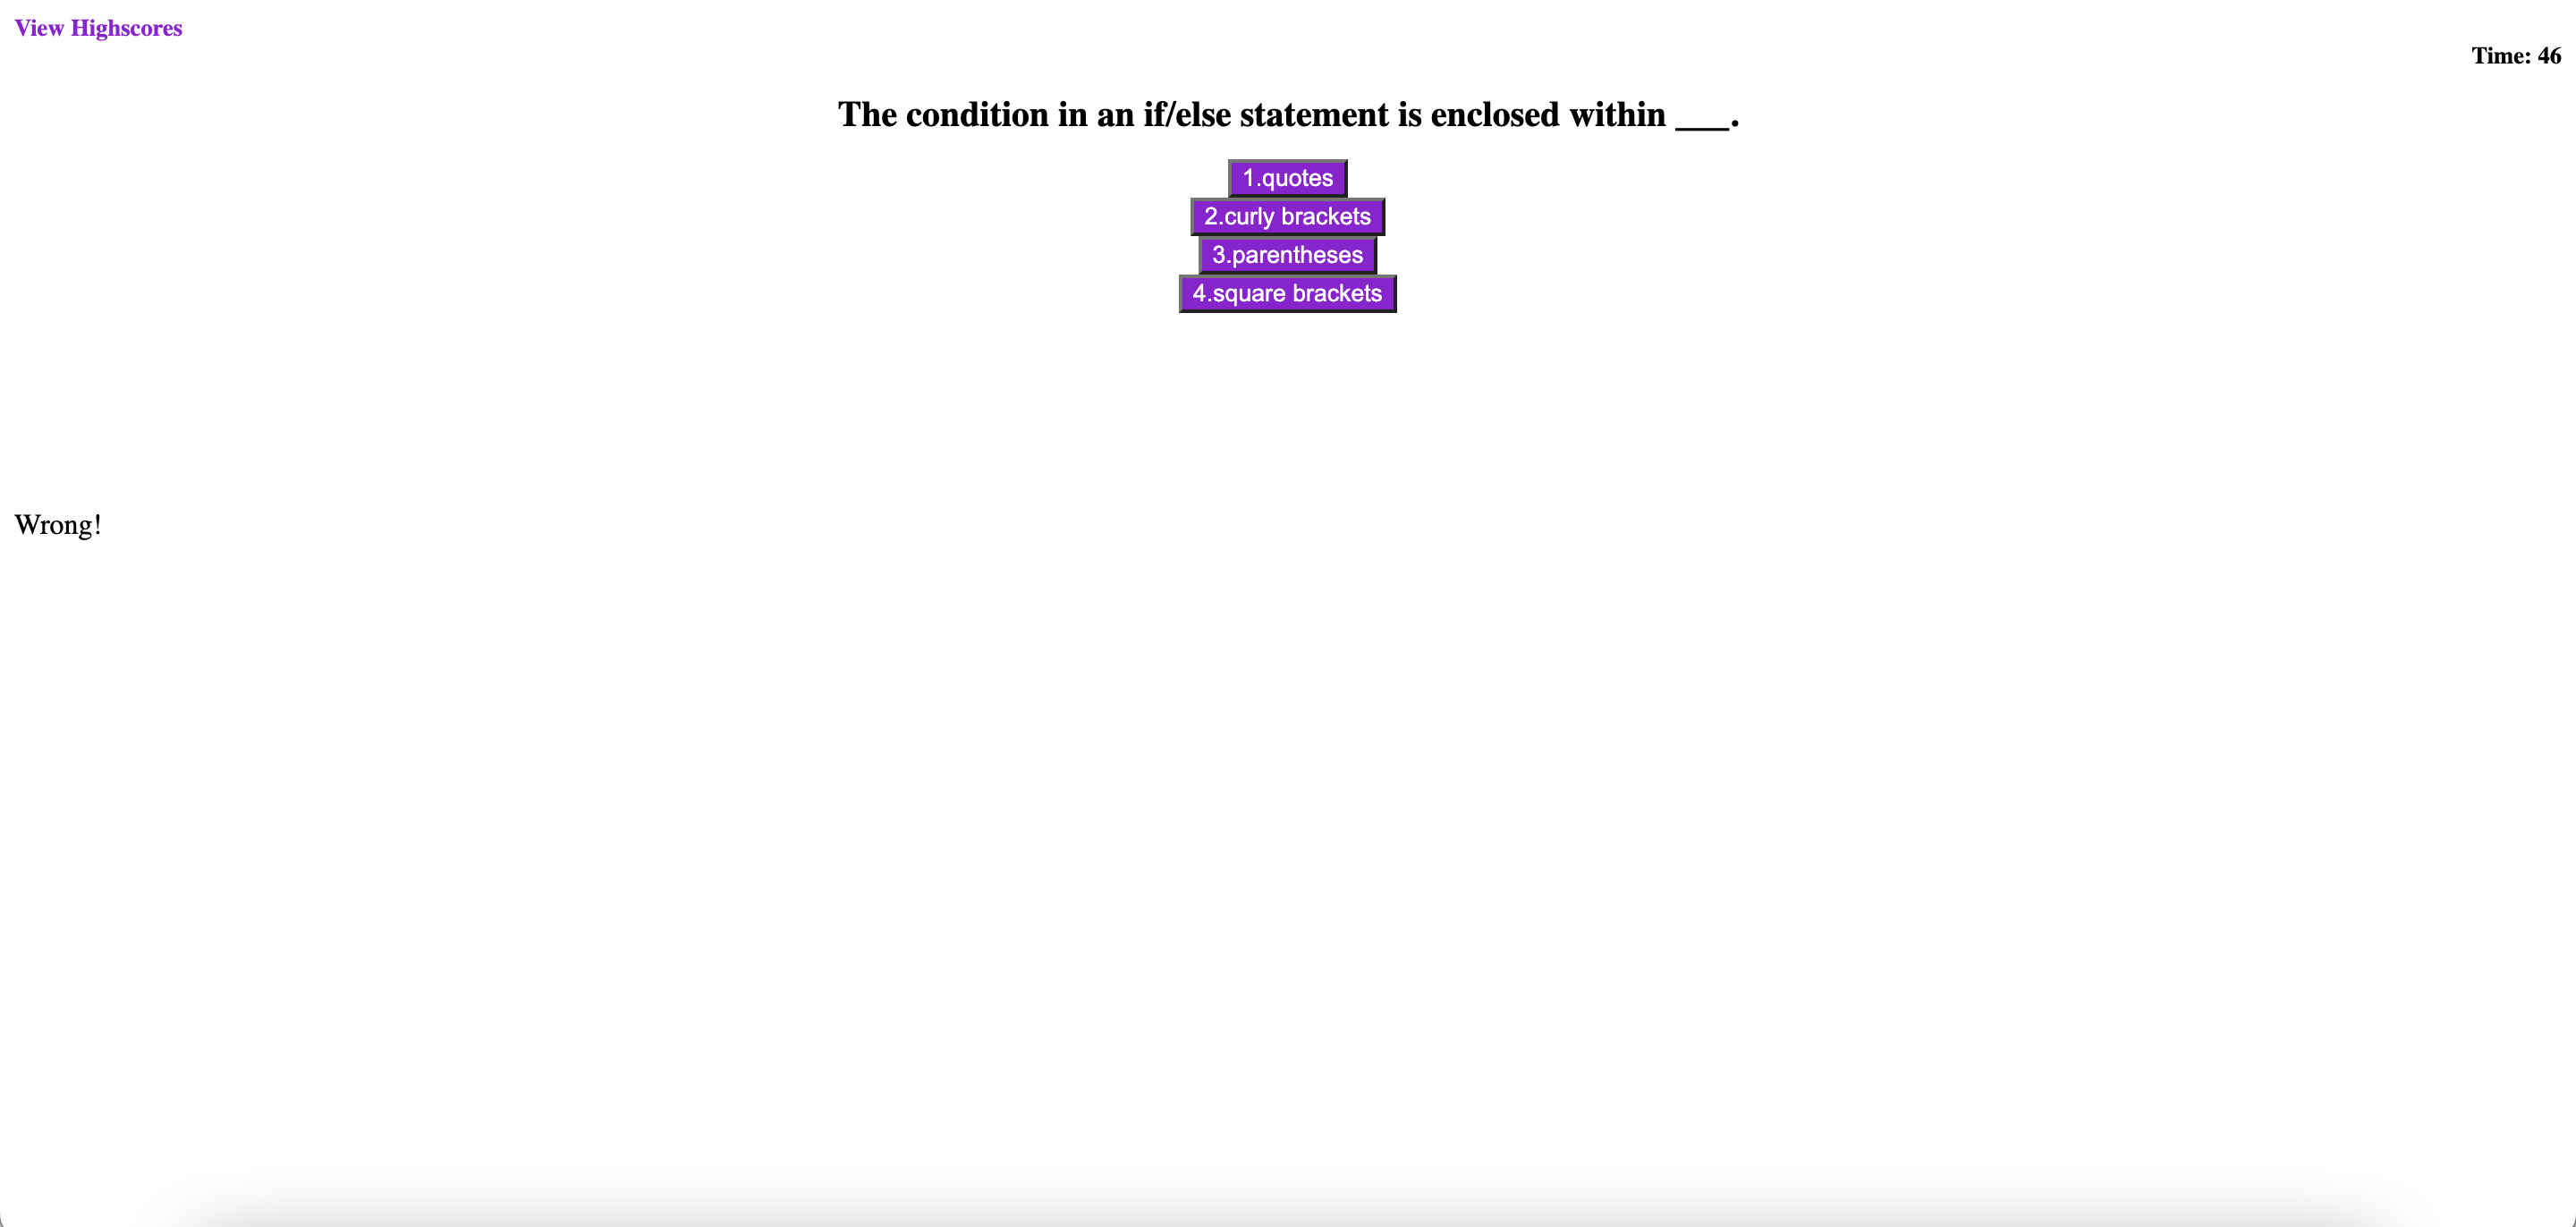 View Highscores
Time: 46
The condition in an if/else statement is enclosed within ___.
1.quotes
2.curly brackets
3.parentheses
4.square brackets
Wrong!